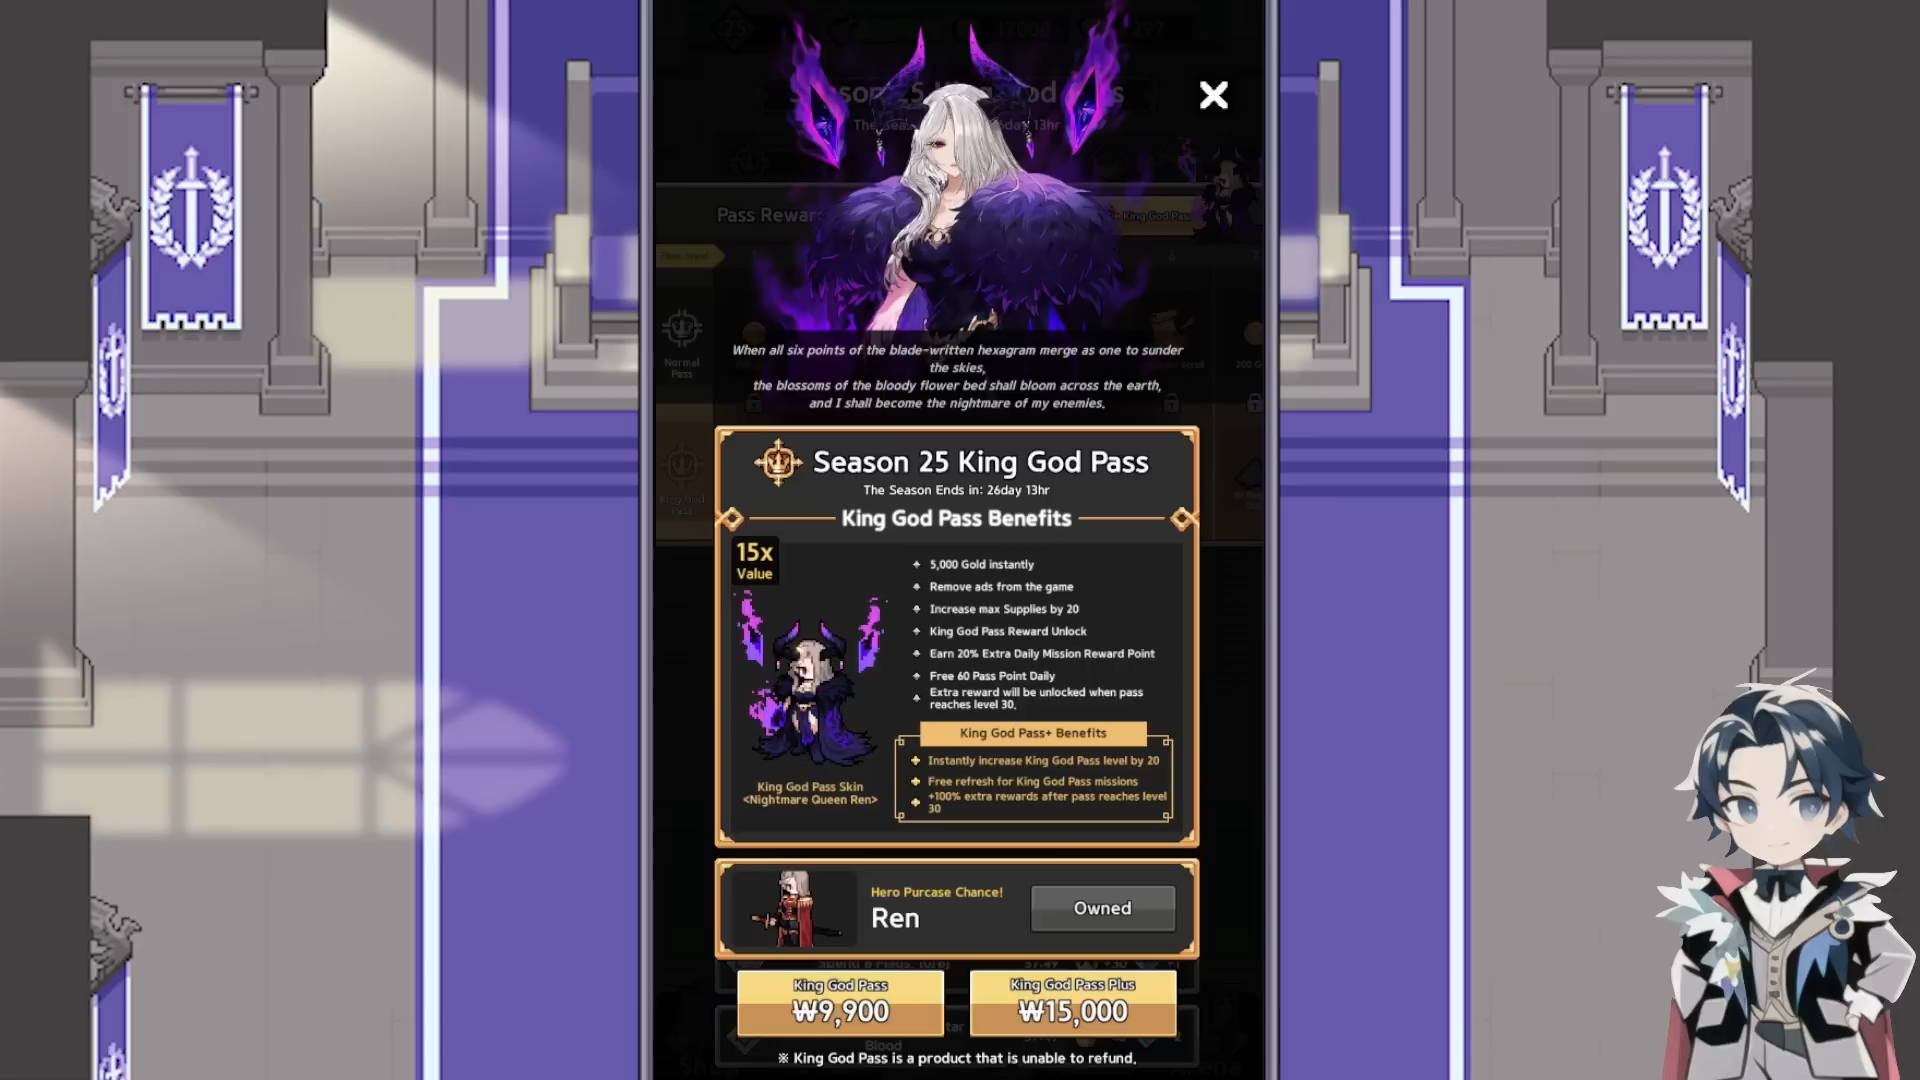 When all six points of the blade-written hexagram merge as one to sunder
the skies,
the blossoms of the bloody flower bed shall bloom across the earth,
and I shall become the nightmare of my enemies.
Pass Rewar
Normal
Pass
Season 25 King God Pass
The Season Ends in: 26day 13hr
King God Pass Benefits
15x
Value
5,000 Gold instantly
Remove ads from the game
Increase max Supplies by 20
King God Pass Reward Unlock
Earn 20% Extra Daily Mission Reward Point
Free 60 Pass Point Daily
Extra reward will be unlocked when pass
reaches level 30.
King God Pass Skin
<Nightmare Queen Ren>
King God Pass+ Benefits
Instantly increase King God Pass level by 20
Free refresh for King God Pass missions
+100% extra rewards after pass reaches level
30
Hero Purcase Chance!
Ren
Owned
King God Pass
₩9,900
King God Pass Plus
₩15,000
Blood
※ King God Pass is a product that is unable to refund.